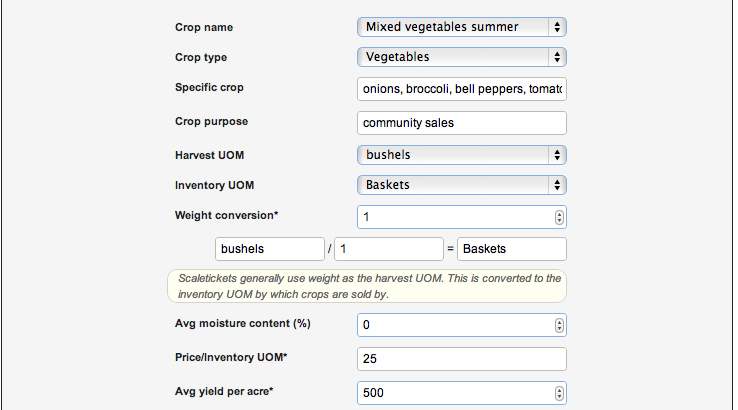 Crop name Mixed vegetables summer
Crop type Vegetables
Specific crop onions, broccoli, bell peppers,
Crop purpose community sales
Harvest UOM bushels
Inventory UOM Baskets
Weight conversion* 1
bushels / 1 = Baskets
Scaletickets generally use weight as the harvest UOM. This is converted to the
inventory UOM by which crops are sold by.
Avg moisture content (%) 0
Price/Inventory UOM* 25
Avg yield per acre* 500